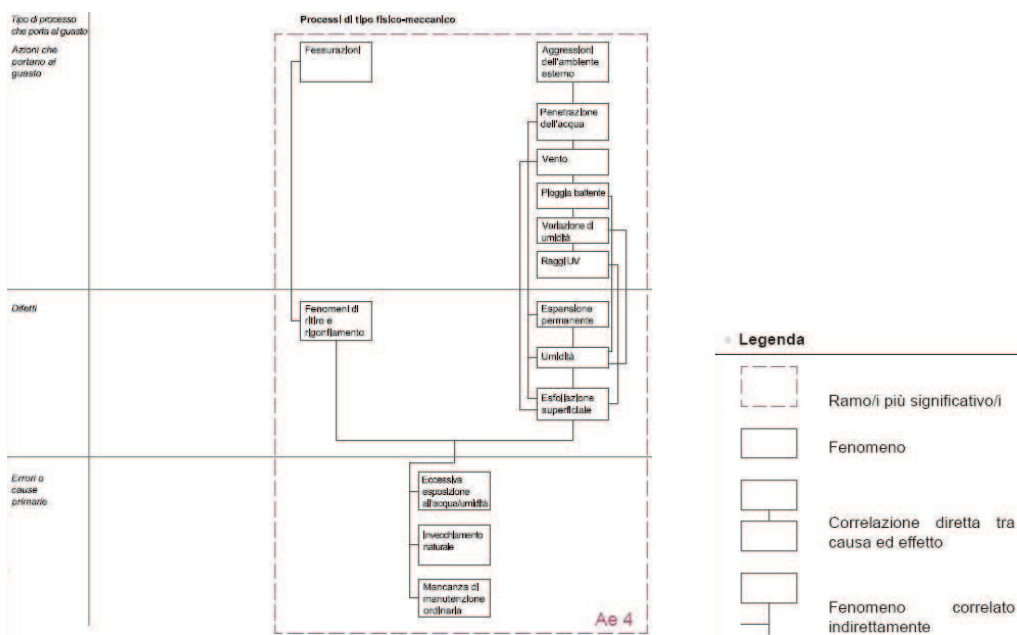 Tipo di processo
che porta al guasto
Processi di tipo fisico-meccanico
Azioni che
portano al
guasto
Fessurazioni
Aggressioni
dell'ambiente
esterno
Penetrazione
dell'acqua
Vento
Pioggia battente
Variazione di
umidità
Raggi UV
Difetti
Fenomeni di
ritiro e
rigonfiamento
Espansione
permanente
Umidità
Esfoliazione
superficiale
Errori o
cause
primarie
Eccessiva
esposizione
all'acqua/umidità
Invecchiamento
naturale
Mancanza di
manutenzione
ordinaria
Ae 4
Legenda
Ramo/i più significativo/i
Fenomeno
Correlazione diretta tra
causa ed effetto
Fenomeno correlato
indirettamente